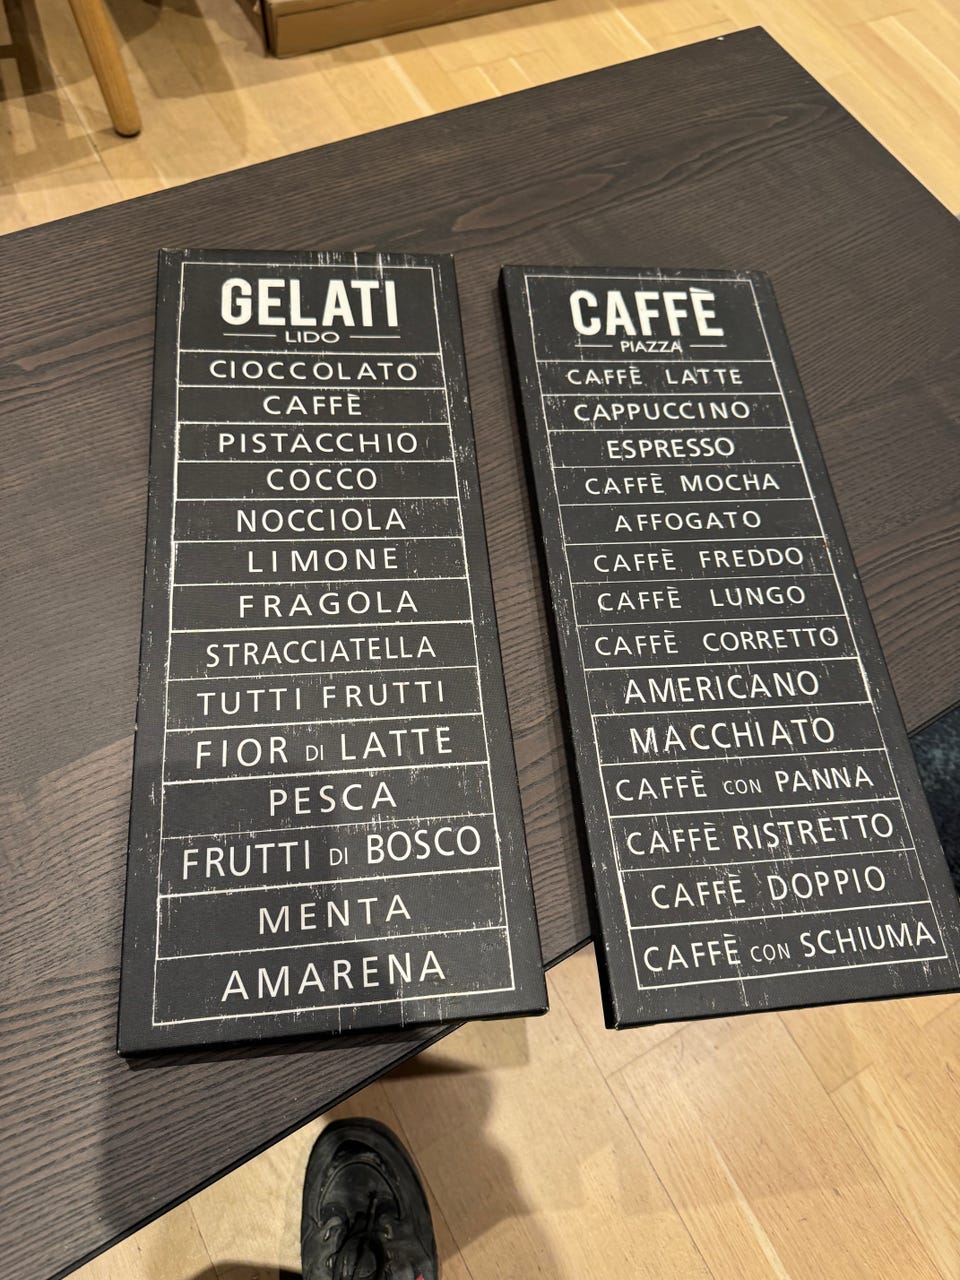 GELATI
LIDO
CIOCCOLATO
CAFFÈ
PISTACCHIO
COCCO
NOCCIOLA
LIMONE
FRAGOLA
STRACCIATELLA
TUTTI FRUTTI
FIOR DI LATTE
PESCA
FRUTTI DI BOSCO
MENTA
AMARENA
CAFFÈ
PIAZZA
CAFFÈ LATTE
CAPPUCCINO
ESPRESSO
CAFFÈ MOCHA
AFFOGATO
CAFFÈ FREDDO
CAFFÈ LUNGO
CAFFÈ CORRETTO
AMERICANO
MACCHIATO
CAFFÈ CON PANNA
CAFFÈ RISTRETTO
CAFFÈ DOPPIO
CAFFÈ CON SCHIUMA